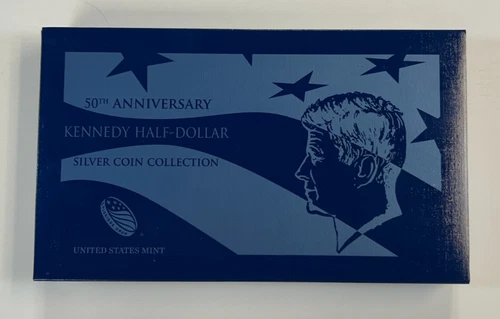 50TH ANNIVERSARY
KENNEDY HALF-DOLLAR
SILVER COIN COLLECTION
UNITED STATES MINT